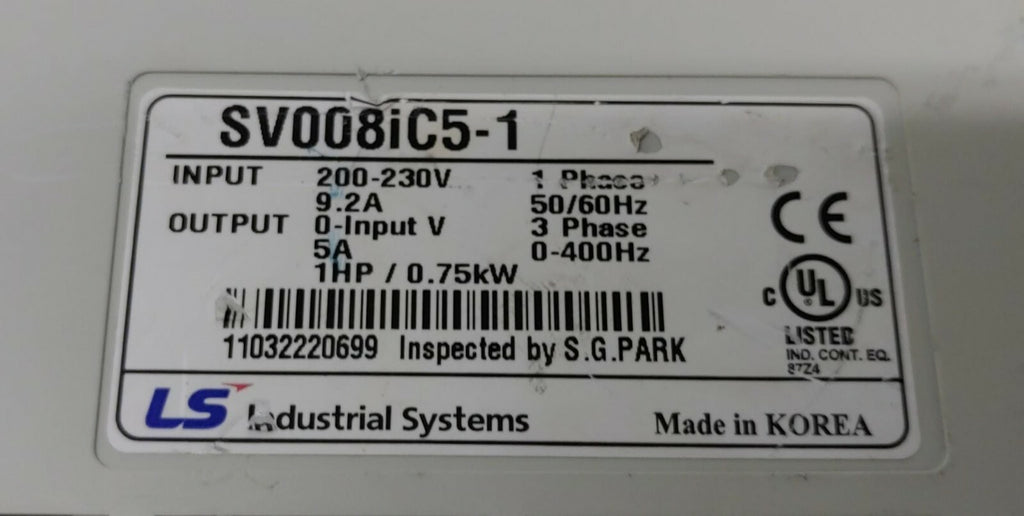 SV008iC5-1
INPUT 200-230V 1 Phase
9.2A 50/60Hz
OUTPUT 0-Input V 3 Phase
5A 0-400Hz
1HP / 0.75kW
CE
C UL US
LISTED
IND. CONT. EQ.
87Z4
11032220699 Inspected by S.G.PARK
LS Industrial Systems
Made in KOREA